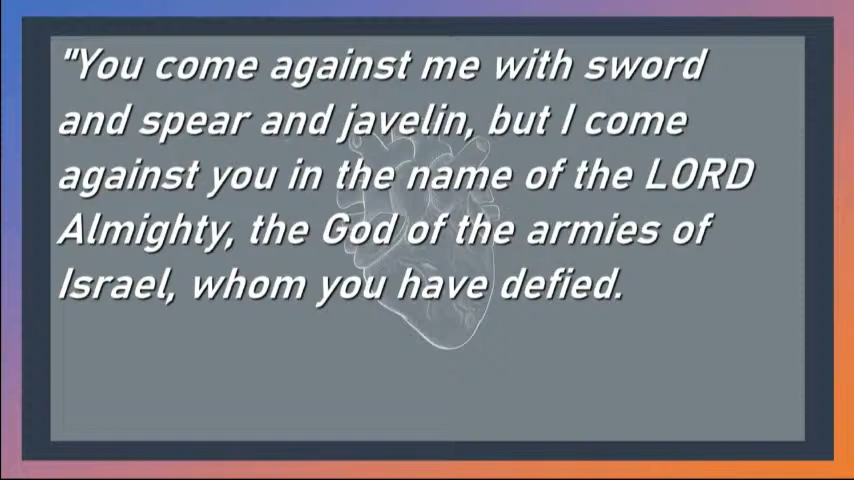 "You come against me with sword
and spear and javelin, but I come
against you in the name of the LORD
Almighty, the God of the armies of
Israel, whom you have defied.